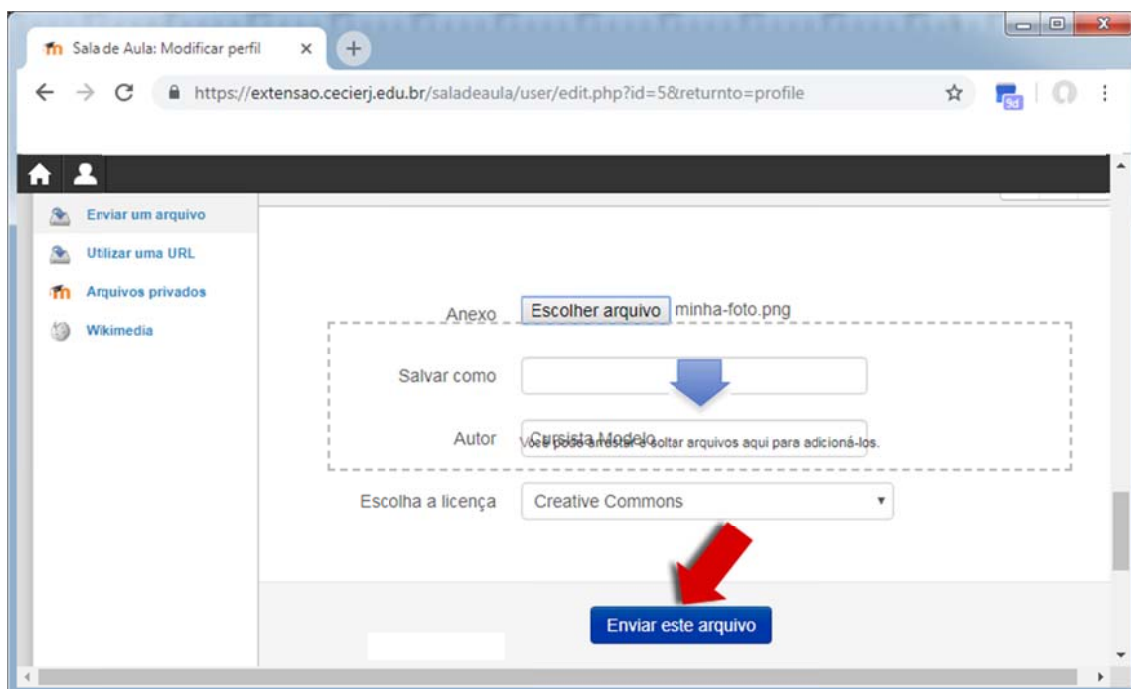 Sala de Aula: Modificar perfil
https://extensao.cecierj.edu.br/saladeaula/user/edit.php?id=5&returnto=profile
9d
Enviar um arquivo
Utilizar uma URL
Arquivos privados
Wikimedia
Anexo Escolher arquivo minha-foto.png
Salvar como
Autor Cursista Modelo
Você pode arrastar e soltar arquivos aqui para adicioná-los.
Escolha a licença Creative Commons
Enviar este arquivo